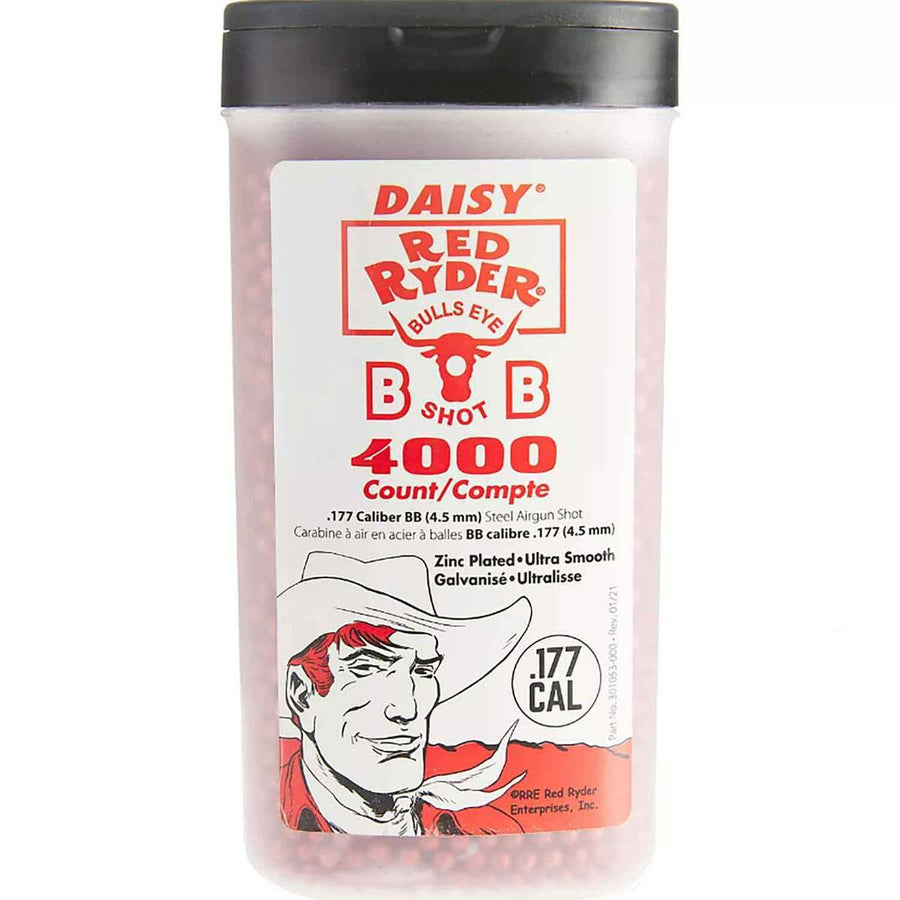 DAISY®
RED
RYDER®
BULLS EYE
B B
SHOT
4000
Count/Compte
.177 Caliber BB (4.5 mm) Steel Airgun Shot
Carabine à air en acier à balles BB calibre .177 (4.5 mm)
Zinc Plated • Ultra Smooth
Galvanisé • Ultralisse
.177
CAL
Part No. 301053-000 • Rev. 01/21
©RRE Red Ryder
Enterprises, Inc.